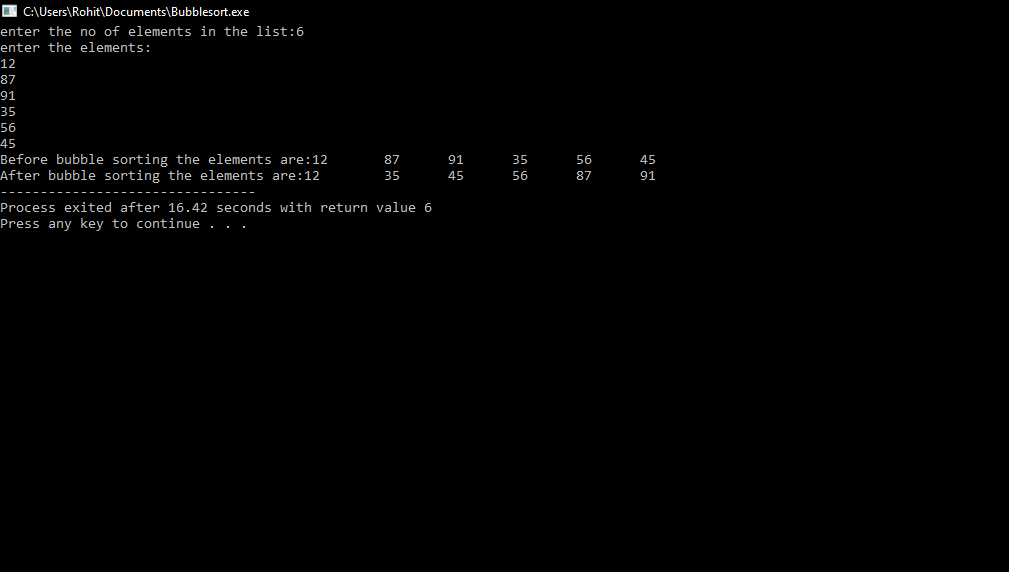 C:\Users\Rohit\Documents\Bubblesort.exe
enter the no of elements in the list:6
enter the elements:
12
87
91
35
56
45
Before bubble sorting the elements are:12 87 91 35 56 45
After bubble sorting the elements are:12 35 45 56 87 91
--------------------------------
Process exited after 16.42 seconds with return value 6
Press any key to continue . . .